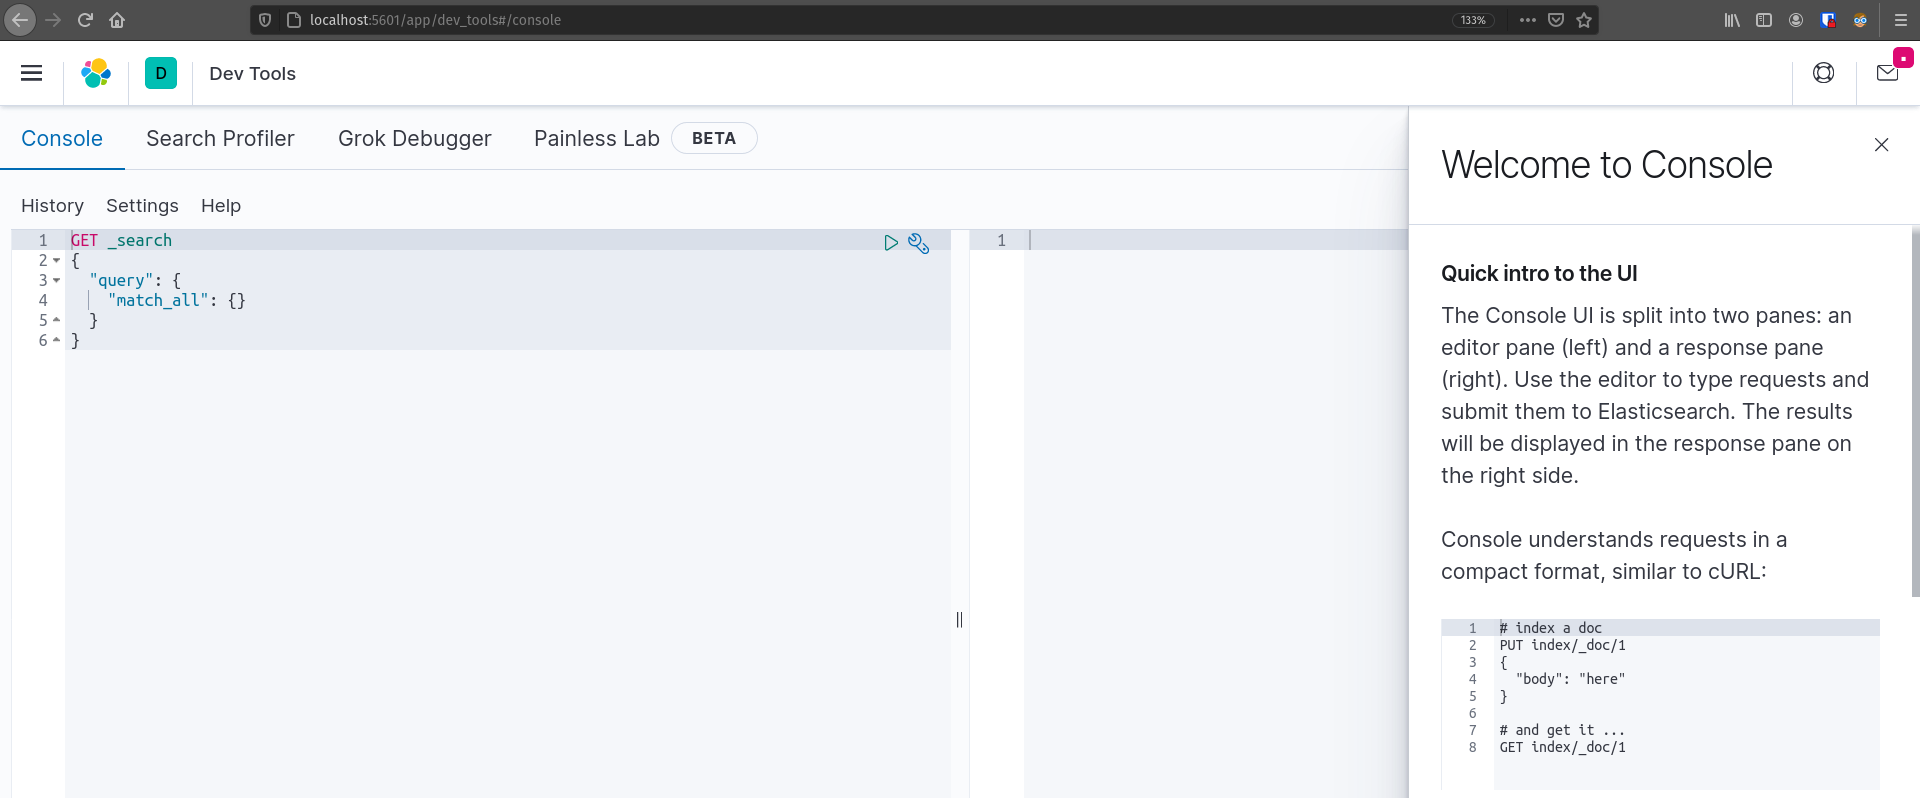 localhost:5601/app/dev_tools#/console
133%
D
Dev Tools
Console
Search Profiler
Grok Debugger
Painless Lab
BETA
History
Settings
Help
1 GET _search
2 {
3 "query": {
4 "match_all": {}
5 }
6 }
1
Welcome to Console
Quick intro to the UI
The Console UI is split into two panes: an
editor pane (left) and a response pane
(right). Use the editor to type requests and
submit them to Elasticsearch. The results
will be displayed in the response pane on
the right side.
Console understands requests in a
compact format, similar to cURL:
1 # index a doc
2 PUT index/_doc/1
3 {
4 "body": "here"
5 }
6
7 # and get it ...
8 GET index/_doc/1